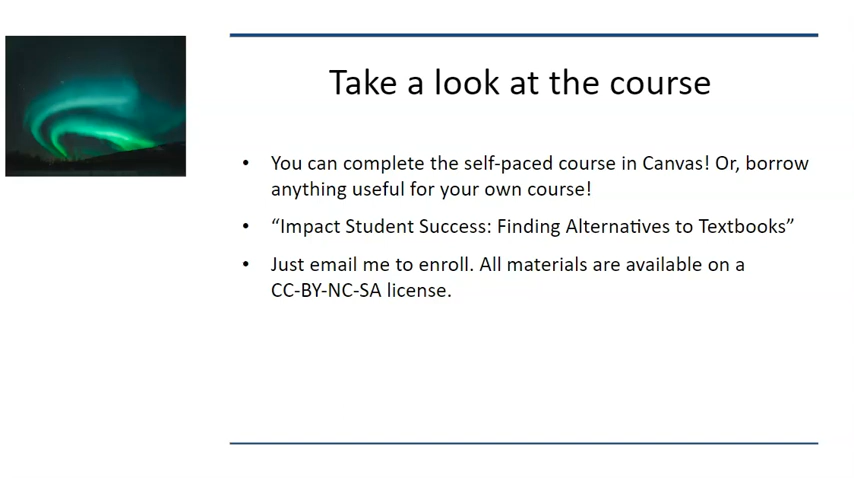 Take a look at the course
• You can complete the self-paced course in Canvas! Or, borrow
anything useful for your own course!
• “Impact Student Success: Finding Alternatives to Textbooks”
• Just email me to enroll. All materials are available on a
CC-BY-NC-SA license.